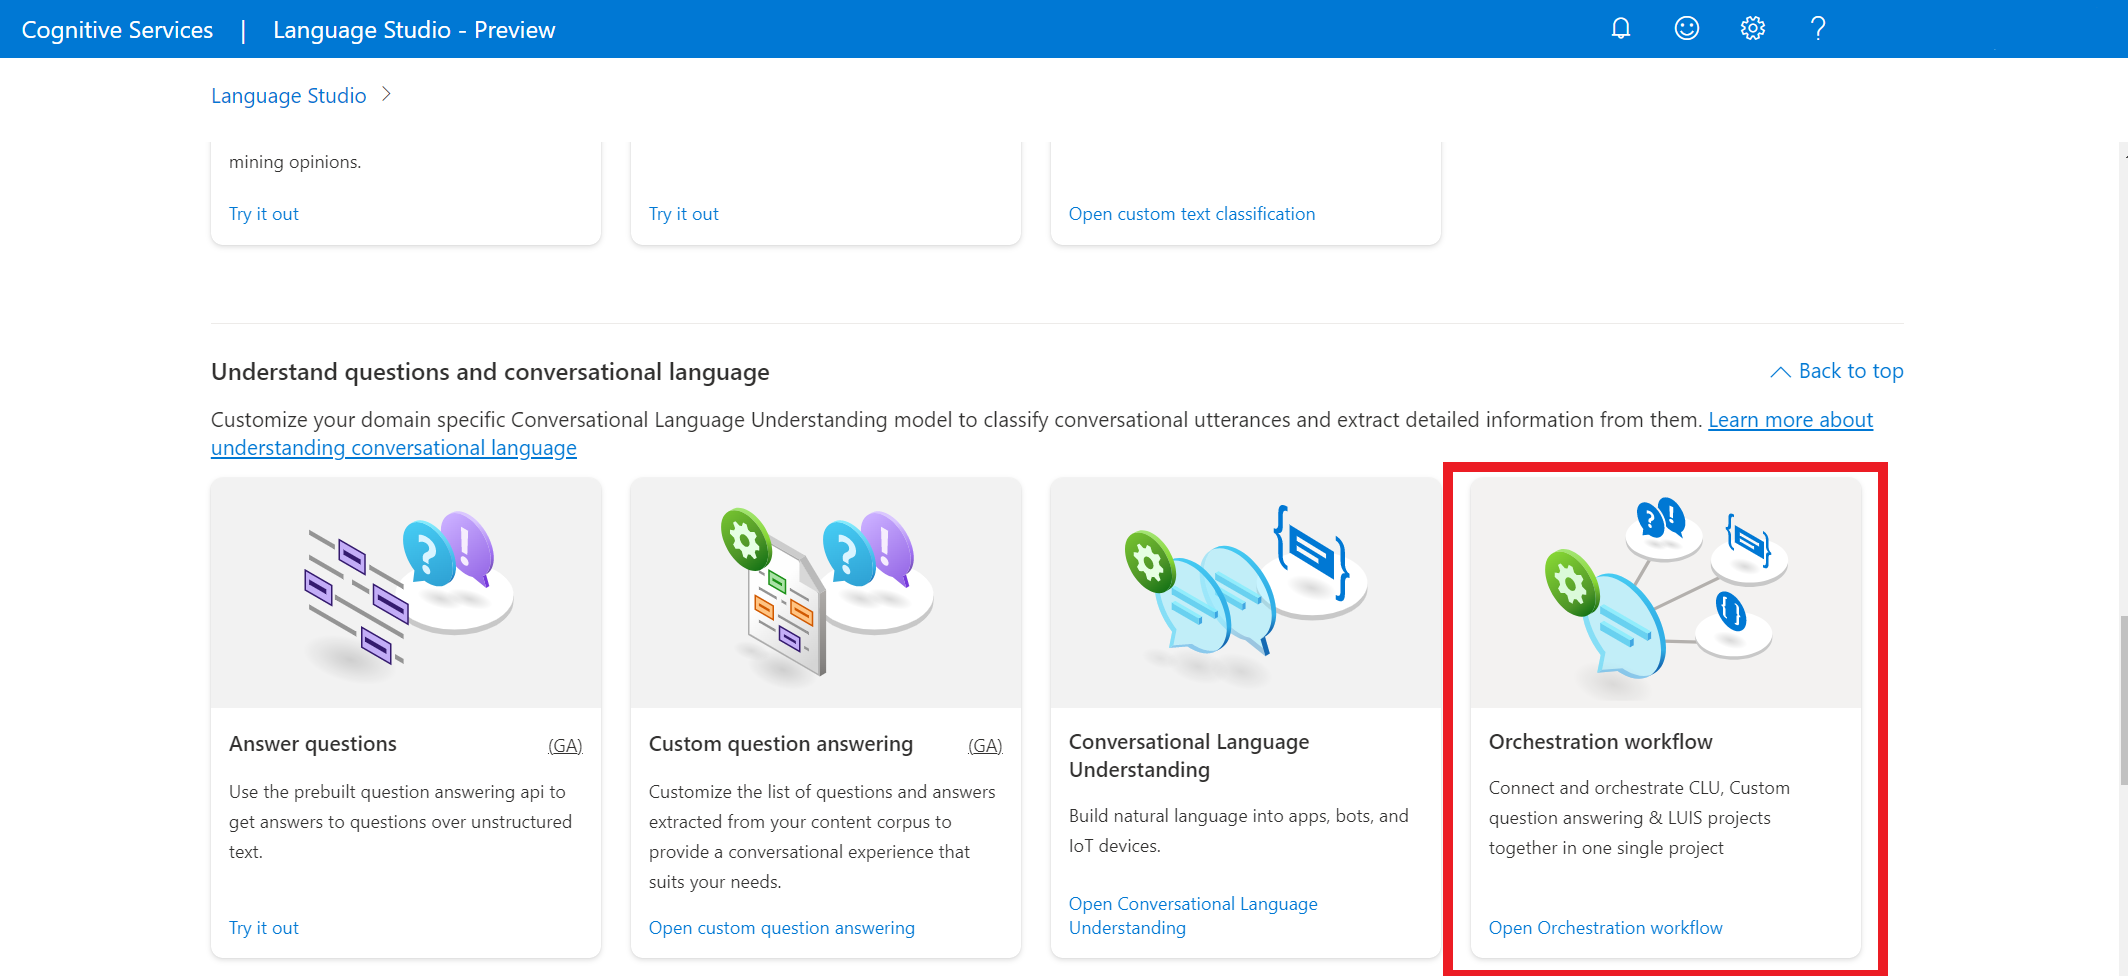 Cognitive Services | Language Studio - Preview
Language Studio
mining opinions.
Try it out
Try it out
Open custom text classification
Understand questions and conversational language
Back to top
Customize your domain specific Conversational Language Understanding model to classify conversational utterances and extract detailed information from them. Learn more about
understanding conversational language
Answer questions (GA)
Use the prebuilt question answering api to
get answers to questions over unstructured
text.
Try it out
Custom question answering (GA)
Customize the list of questions and answers
extracted from your content corpus to
provide a conversational experience that
suits your needs.
Open custom question answering
Conversational Language
Understanding
Build natural language into apps, bots, and
IoT devices.
Open Conversational Language
Understanding
Orchestration workflow
Connect and orchestrate CLU, Custom
question answering & LUIS projects
together in one single project
Open Orchestration workflow